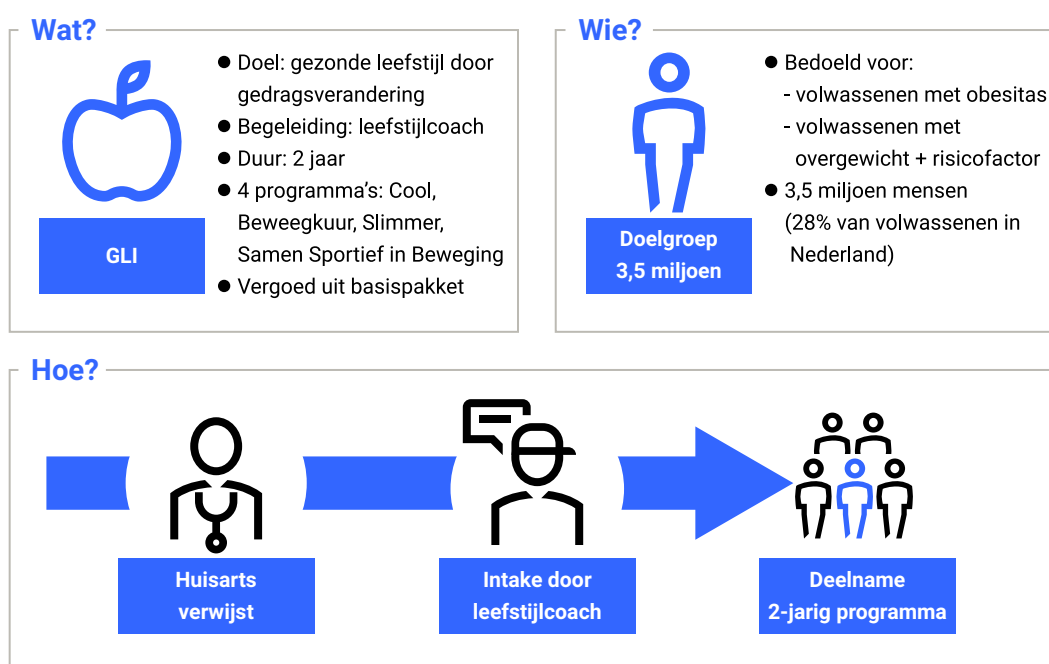 Wat?
● Doel: gezonde leefstijl door
gedragsverandering
● Begeleiding: leefstijlcoach
● Duur: 2 jaar
● 4 programma's: Cool,
Beweegkuur, Slimmer,
Samen Sportief in Beweging
● Vergoed uit basispakket
GLI
Wie?
● Bedoeld voor:
- volwassenen met obesitas
- volwassenen met
overgewicht + risicofactor
● 3,5 miljoen mensen
(28% van volwassenen in
Nederland)
Doelgroep
3,5 miljoen
Hoe?
Huisarts
verwijst
Intake door
leefstijlcoach
Deelname
2-jarig programma